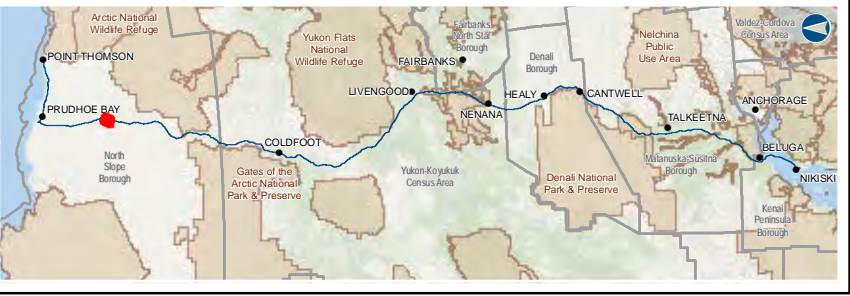 Arctic National
Wildlife Refuge
POINT THOMSON
PRUDHOE BAY
North
Slope
Borough
COLDFOOT
Gates of the
Arctic National
Park & Preserve
Yukon Flats
National
Wildlife Refuge
LIVENGOOD
FAIRBANKS
Fairbanks
North Star
Borough
Yukon-Koyukuk
Census Area
NENANA
HEALY
Denali
Borough
CANTWELL
Denali National
Park & Preserve
Nelchina
Public
Use Area
TALKEETNA
Matanuska-Susitna
Borough
Valdez-Cordova
Census Area
ANCHORAGE
BELUGA
NIKISKI
Kenai
Peninsula
Borough